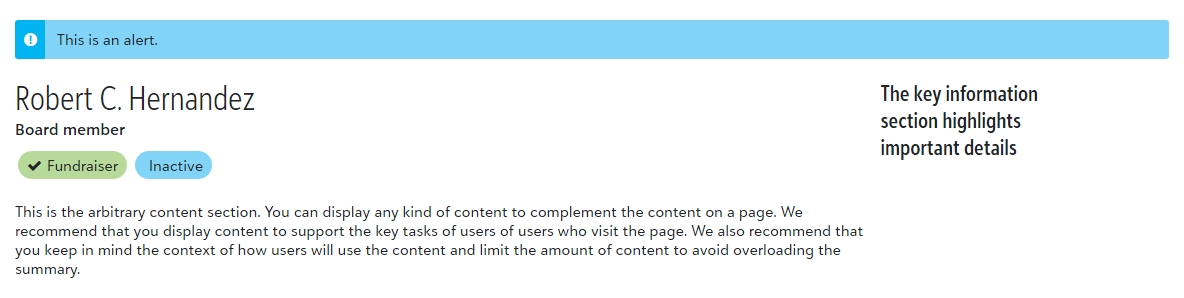 This is an alert.
Robert C. Hernandez
Board member
Fundraiser
Inactive
This is the arbitrary content section. You can display any kind of content to complement the content on a page. We
recommend that you display content to support the key tasks of users of users who visit the page. We also recommend that
you keep in mind the context of how users will use the content and limit the amount of content to avoid overloading the
summary.
The key information
section highlights
important details